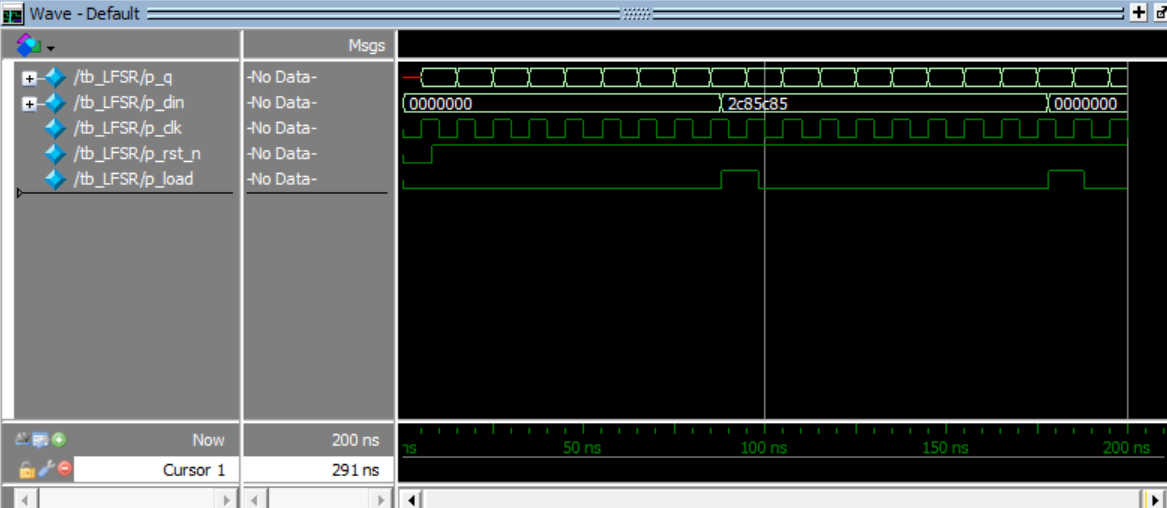 Wave - Default
Msgs
/tb_LFSR/p_q -No Data-
/tb_LFSR/p_din -No Data- 0000000 2c85c85 0000000
/tb_LFSR/p_clk -No Data-
/tb_LFSR/p_rst_n -No Data-
/tb_LFSR/p_load -No Data-
Now 200 ns ns 50 ns 100 ns 150 ns 200 ns
Cursor 1 291 ns